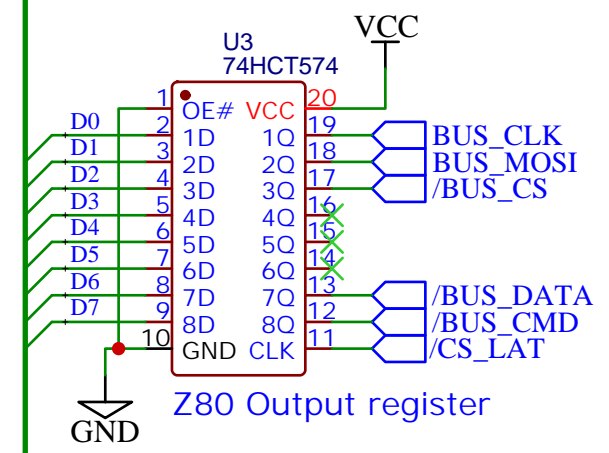 VCC
U3
74HCT574
1 OE# VCC 20
D0 2 1D 1Q 19 BUS_CLK
D1 3 2D 2Q 18 BUS_MOSI
D2 4 3D 3Q 17 /BUS_CS
D3 5 4D 4Q 16
D4 6 5D 5Q 15
D5 7 6D 6Q 14
D6 8 7D 7Q 13 /BUS_DATA
D7 9 8D 8Q 12 /BUS_CMD
10 GND CLK 11 /CS_LAT
Z80 Output register
GND